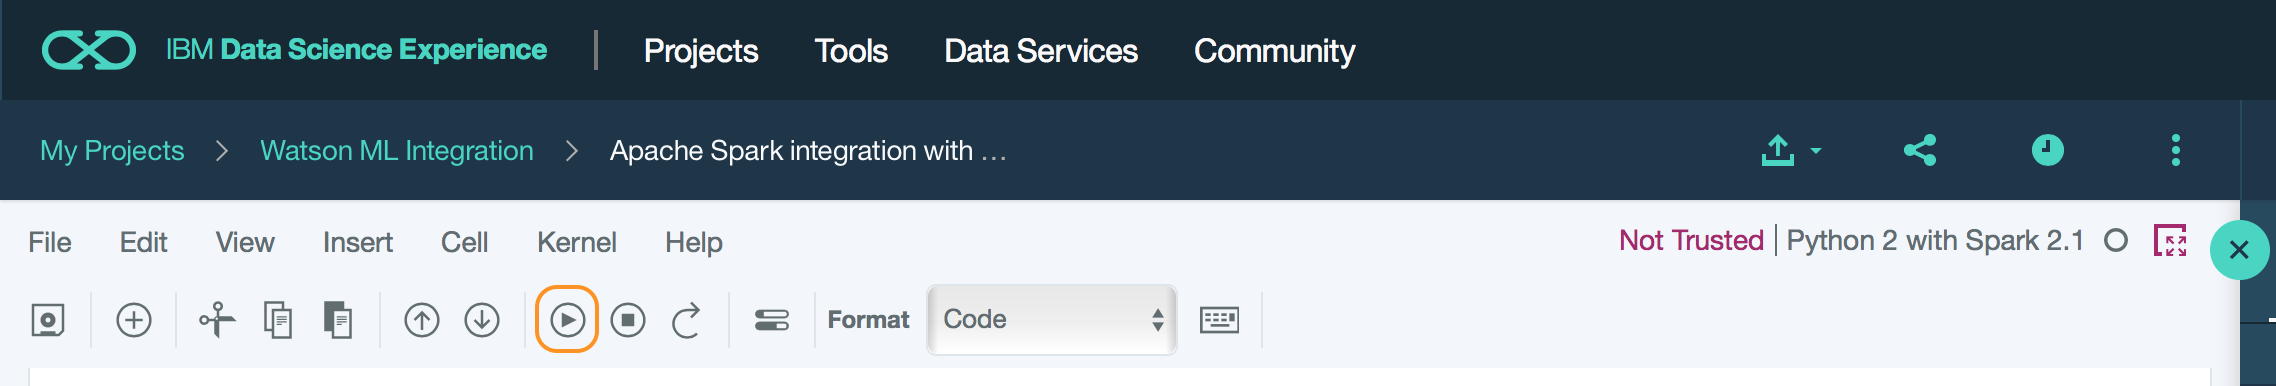 IBM Data Science Experience | Projects Tools Data Services Community
My Projects > Watson ML Integration > Apache Spark integration with ...
File Edit View Insert Cell Kernel Help Not Trusted | Python 2 with Spark 2.1
Format Code